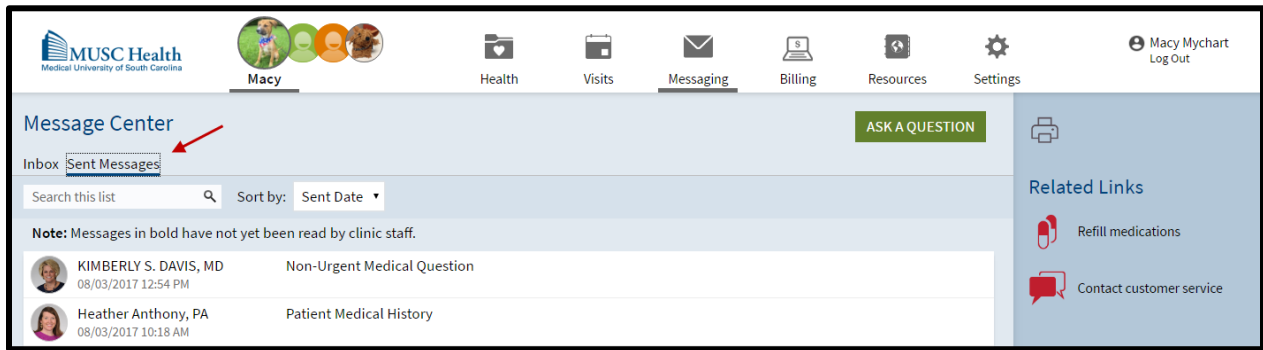 MUSC Health
Medical University of South Carolina
Macy
Health
Visits
Messaging
$
Billing
Resources
Settings
Macy Mychart
Log Out
Message Center
ASK A QUESTION
Inbox Sent Messages
Search this list
Sort by: Sent Date
Note: Messages in bold have not yet been read by clinic staff.
KIMBERLY S. DAVIS, MD Non-Urgent Medical Question
08/03/2017 12:54 PM
Heather Anthony, PA Patient Medical History
08/03/2017 10:18 AM
Related Links
Refill medications
Contact customer service